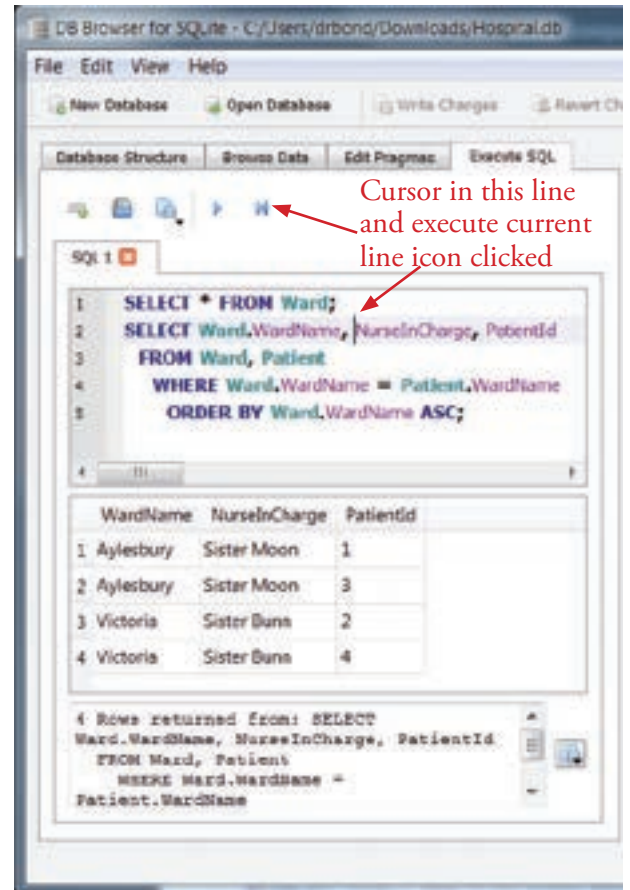 DB Browser for SQLite - C:/Users/drbond/Downloads/Hospital.db
File Edit View Help
New Database Open Database Write Changes Revert Ch
Database Structure Browse Data Edit Pragmas Execute SQL
Cursor in this line
and execute current
line icon clicked
SQL 1
1 SELECT * FROM Ward;
2 SELECT Ward.WardName, NurseInCharge, PatientId
3 FROM Ward, Patient
4 WHERE Ward.WardName = Patient.WardName
5 ORDER BY Ward.WardName ASC;
WardName NurseInCharge PatientId
1 Aylesbury Sister Moon 1
2 Aylesbury Sister Moon 3
3 Victoria Sister Bunn 2
4 Victoria Sister Bunn 4
4 Rows returned from: SELECT
Ward.WardName, NurseInCharge, PatientId
FROM Ward, Patient
WHERE Ward.WardName =
Patient.WardName